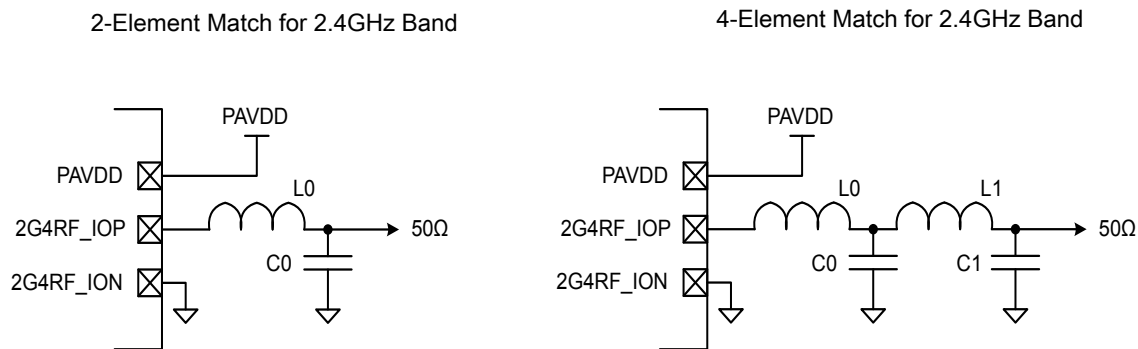 2-Element Match for 2.4GHz Band
4-Element Match for 2.4GHz Band
PAVDD
PAVDD
L0
2G4RF_IOP
50Ω
C0
2G4RF_ION
PAVDD
PAVDD
L0
L1
2G4RF_IOP
50Ω
C0
C1
2G4RF_ION